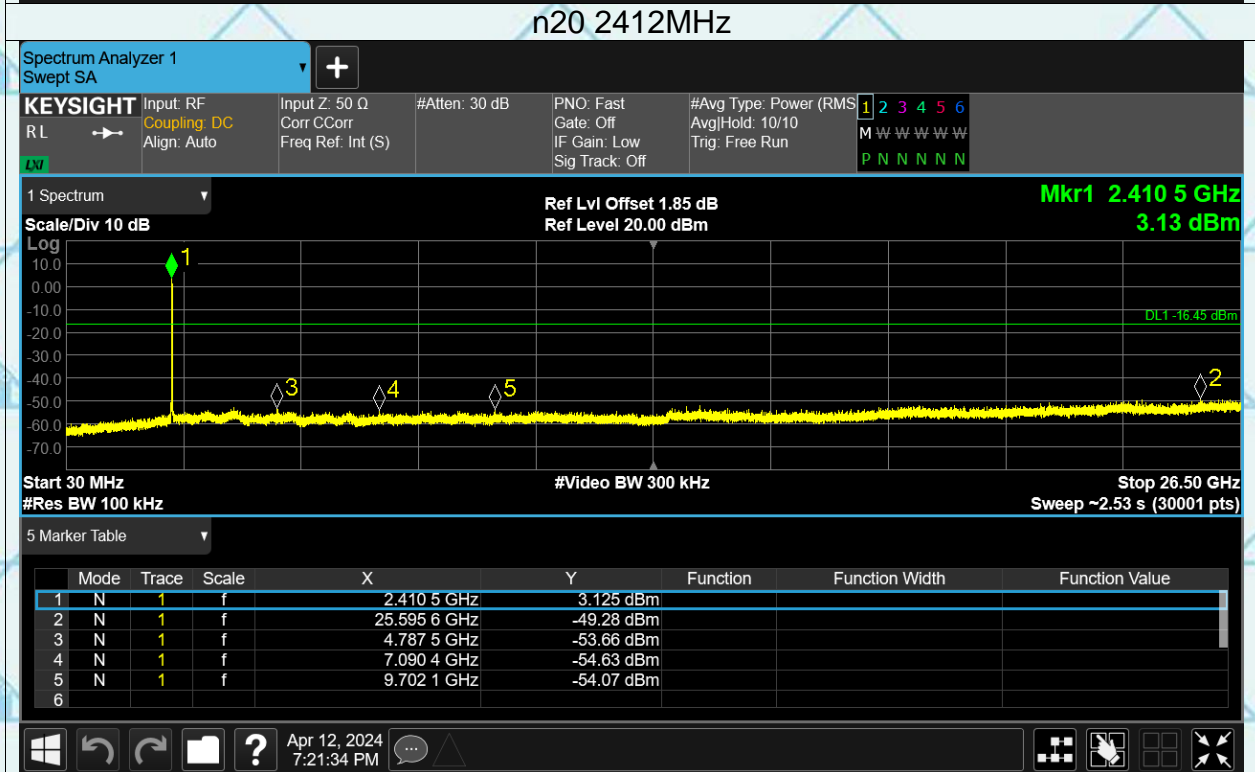 n20 2412MHz
Spectrum Analyzer 1
Swept SA
KEYSIGHT
R L
LXI
Input: RF
Coupling: DC
Align: Auto
Input Z: 50 Ω
Corr CCorr
Freq Ref: Int (S)
#Atten: 30 dB
PNO: Fast
Gate: Off
IF Gain: Low
Sig Track: Off
#Avg Type: Power (RMS
Avg|Hold: 10/10
Trig: Free Run
1 2 3 4 5 6
M W W W W W
P N N N N N
1 Spectrum
Scale/Div 10 dB
Ref Lvl Offset 1.85 dB
Ref Level 20.00 dBm
Mkr1 2.410 5 GHz
3.13 dBm
Log
10.0
0.00
-10.0
-20.0
-30.0
-40.0
-50.0
-60.0
-70.0
1
DL1 -16.45 dBm
3
4
5
2
Start 30 MHz
#Video BW 300 kHz
Stop 26.50 GHz
#Res BW 100 kHz
Sweep ~2.53 s (30001 pts)
5 Marker Table
Mode Trace Scale X Y Function Function Width Function Value
1 N 1 f 2.410 5 GHz 3.125 dBm
2 N 1 f 25.595 6 GHz -49.28 dBm
3 N 1 f 4.787 5 GHz -53.66 dBm
4 N 1 f 7.090 4 GHz -54.63 dBm
5 N 1 f 9.702 1 GHz -54.07 dBm
6
?
Apr 12, 2024
7:21:34 PM